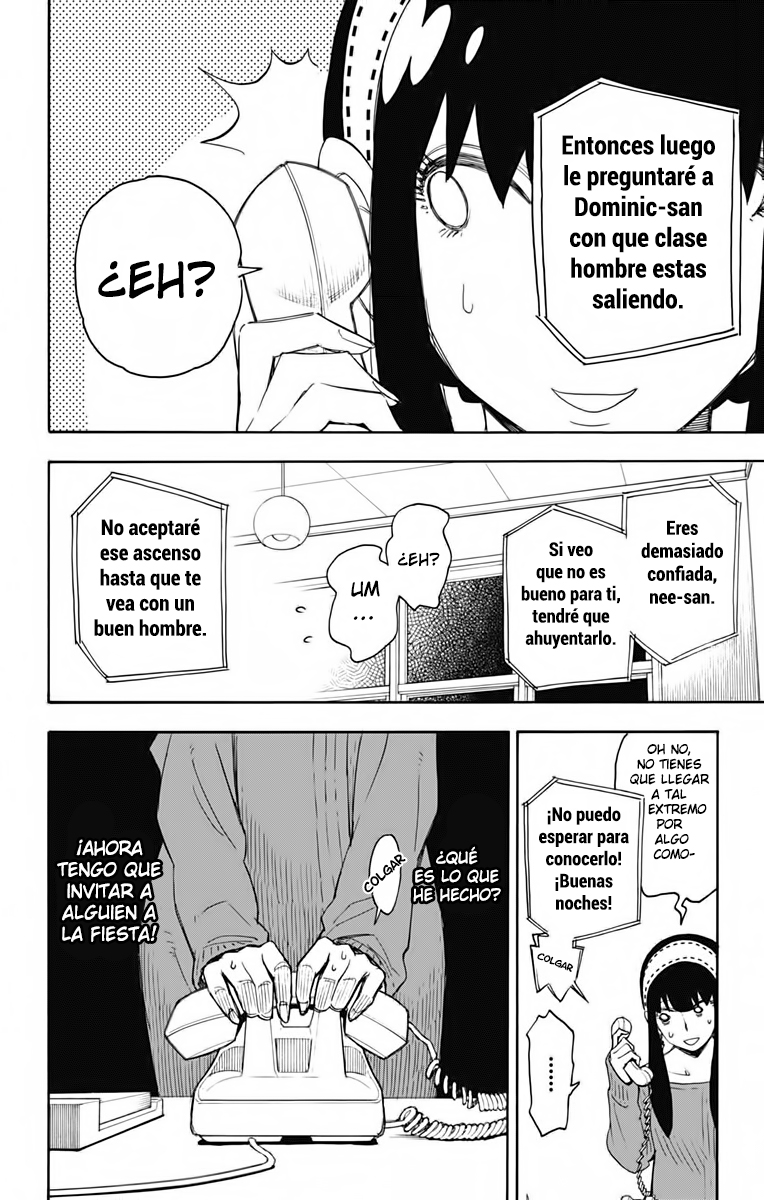 Entonces luego
le preguntaré a
Dominic-san
con que clase
hombre estas
saliendo.
¿EH?
Eres
demasiado
confiada,
nee-san.
Si veo
que no es
bueno para ti,
tendré que
ahuyentarlo.
¿EH?
UM
...
No aceptaré
ese ascenso
hasta que te
vea con un
buen hombre.
OH NO,
NO TIENES
QUE LLEGAR
A TAL
EXTREMO
POR
ALGO
COMO-
¡No puedo
esperar para
conocerlo!
¡Buenas
noches!
COLGAR
......
¿QUÉ
ES LO QUE
HE HECHO?
COLGAR
¡AHORA
TENGO QUE
INVITAR A
ALGUIEN A
LA FIESTA!